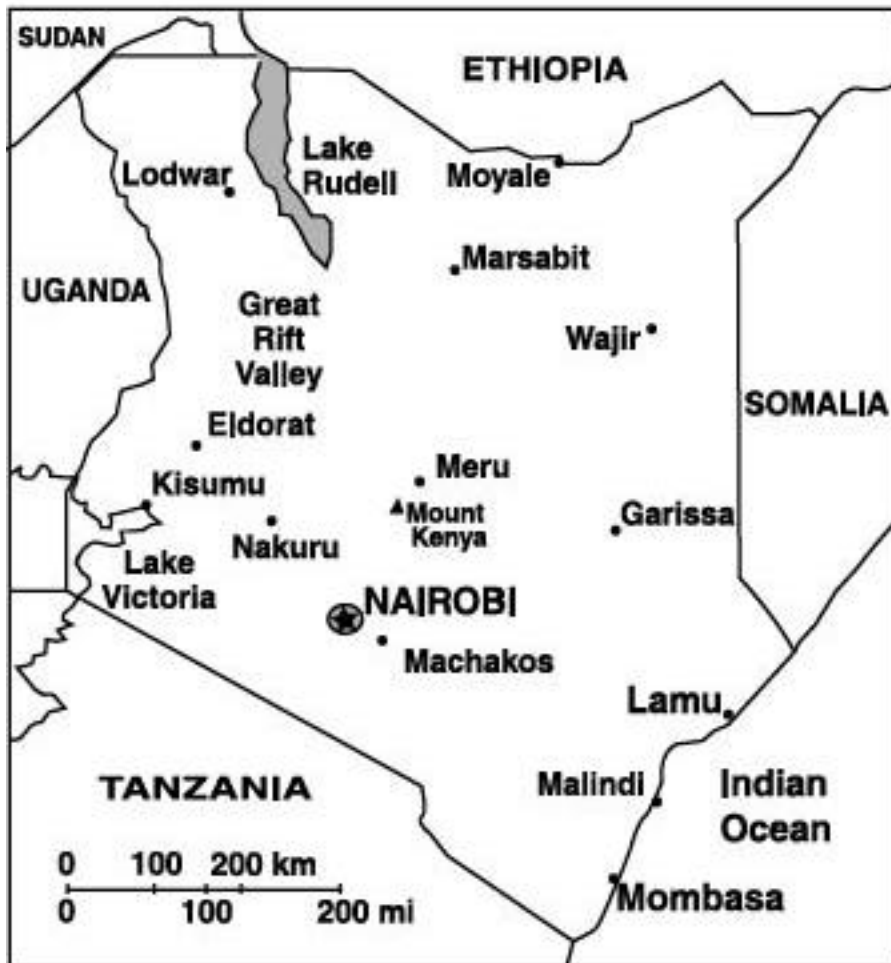 SUDAN
ETHIOPIA
Lake
Rudell
Lodwar
Moyale
Marsabit
UGANDA
Great
Rift
Valley
Wajir
SOMALIA
Eldorat
Meru
Kisumu
Mount
Kenya
Garissa
Nakuru
Lake
Victoria
NAIROBI
Machakos
Lamu
TANZANIA
Malindi
Indian
Ocean
0 100 200 km
0 100 200 mi
Mombasa